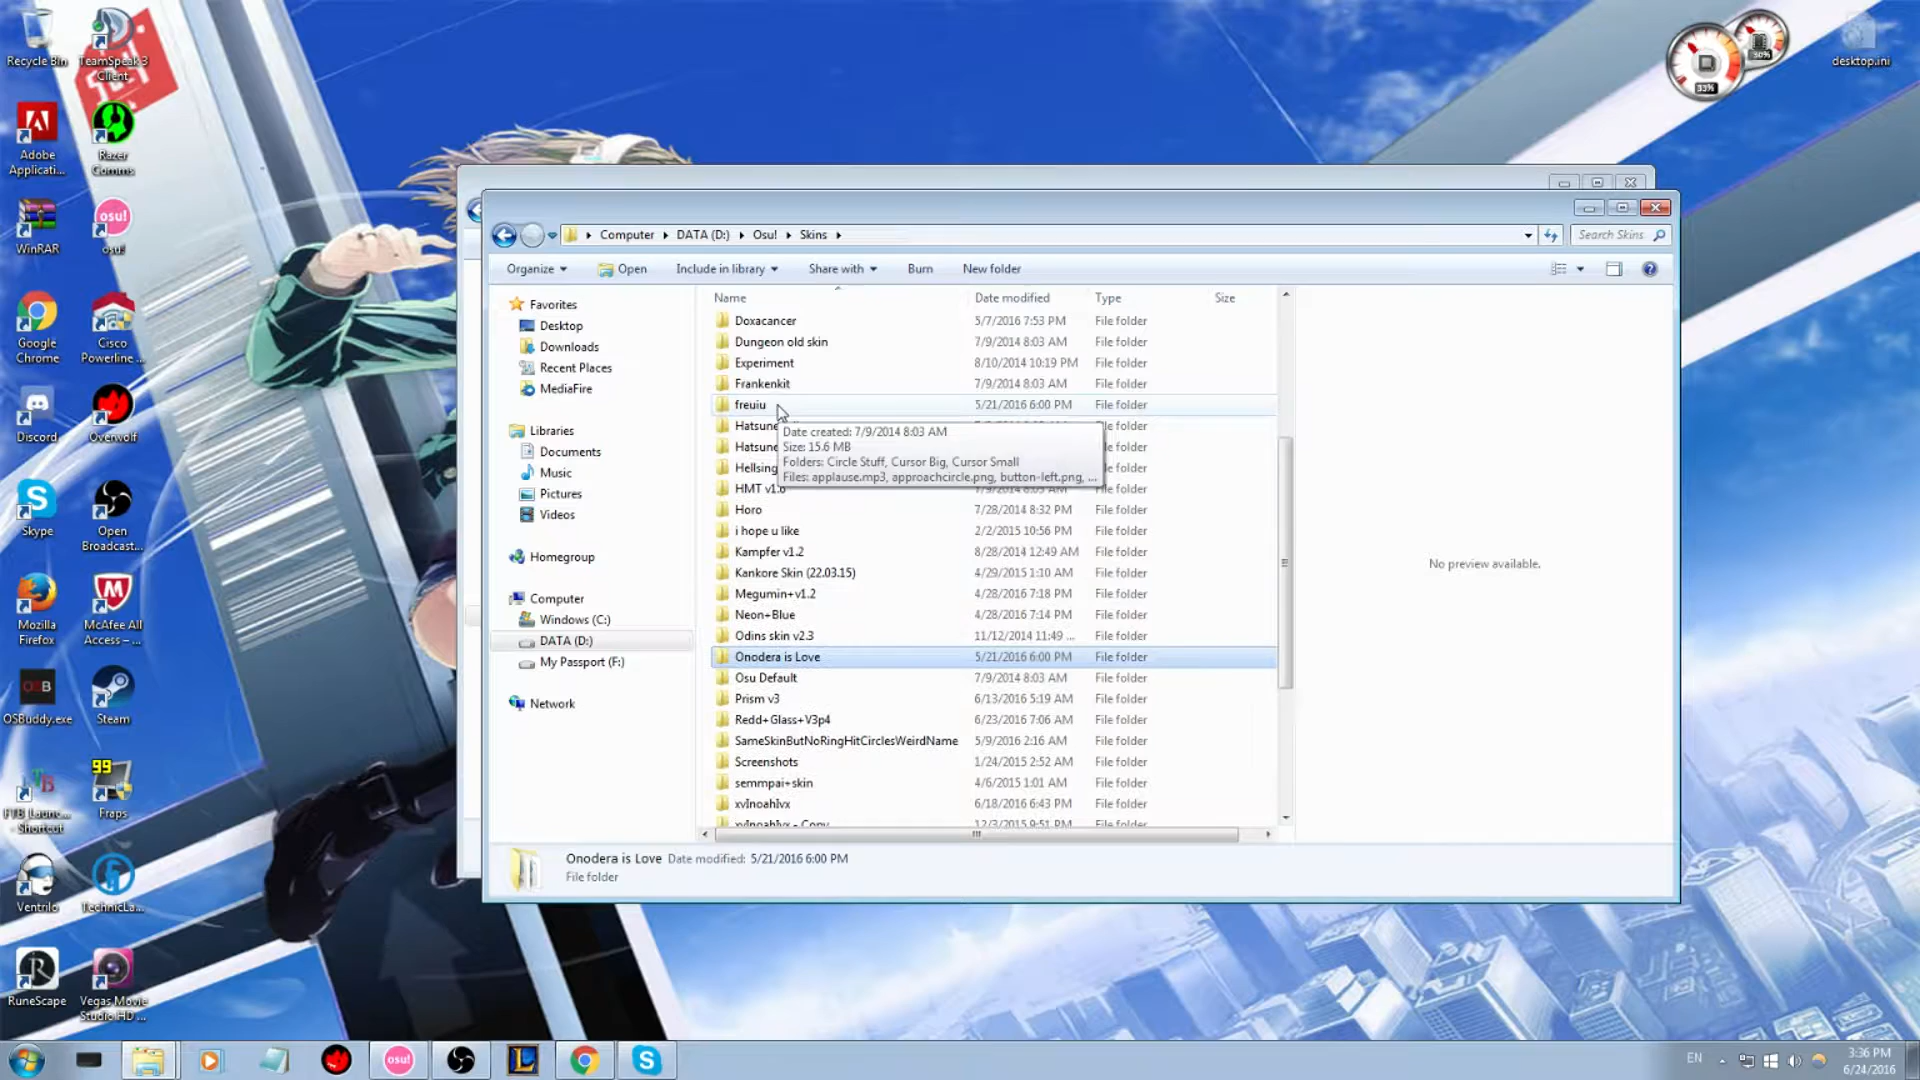 Recycle Bin
TeamSpeak 3
Client
Adobe
Applicati...
Razer
Comms
WinRAR
osu!
osu!
Google
Chrome
Cisco
Powerline ...
Discord
Overwolf
Skype
Open
Broadcast...
Mozilla
Firefox
McAfee All
Access – ...
OSB
OSBuddy.exe
Steam
99
FTB Launc...
- Shortcut
Fraps
Ventrilo
TechnicLa...
RuneScape
Vegas Movie
Studio HD ...
33%
30%
desktop.ini
Computer
DATA (D:)
Osu!
Skins
Search Skins
Organize
Open
Include in library
Share with
Burn
New folder
Favorites
Desktop
Downloads
Recent Places
MediaFire
Libraries
Documents
Music
Pictures
Videos
Homegroup
Computer
Windows (C:)
DATA (D:)
My Passport (F:)
Network
Name Date modified Type Size
Doxacancer 5/7/2016 7:53 PM File folder
Dungeon old skin 7/9/2014 8:03 AM File folder
Experiment 8/10/2014 10:19 PM File folder
Frankenkit 7/9/2014 8:03 AM File folder
freuiu 5/21/2016 6:00 PM File folder
Hatsune
Hatsune
Hellsing
HMT v1.6 7/9/2014 8:03 AM File folder
Date created: 7/9/2014 8:03 AM
Size: 15.6 MB
Folders: Circle Stuff, Cursor Big, Cursor Small
Files: applause.mp3, approachcircle.png, button-left.png, ...
Horo 7/28/2014 8:32 PM File folder
i hope u like 2/2/2015 10:56 PM File folder
Kampfer v1.2 8/28/2014 12:49 AM File folder
Kankore Skin (22.03.15) 4/29/2015 1:10 AM File folder
Megumin+v1.2 4/28/2016 7:18 PM File folder
Neon+Blue 4/28/2016 7:14 PM File folder
Odins skin v2.3 11/12/2014 11:49 ... File folder
Onodera is Love 5/21/2016 6:00 PM File folder
Osu Default 7/9/2014 8:03 AM File folder
Prism v3 6/13/2016 5:19 AM File folder
Redd+Glass+V3p4 6/23/2016 7:06 AM File folder
SameSkinButNoRingHitCirclesWeirdName 5/9/2016 2:16 AM File folder
Screenshots 1/24/2015 2:52 AM File folder
semmpai+skin 4/6/2015 1:01 AM File folder
xvlnoahlvx 6/18/2016 6:43 PM File folder
xvlnoahlvx - Copy 12/3/2015 9:51 PM File folder
No preview available.
Onodera is Love Date modified: 5/21/2016 6:00 PM
File folder
osu!
EN
3:36 PM
6/24/2016